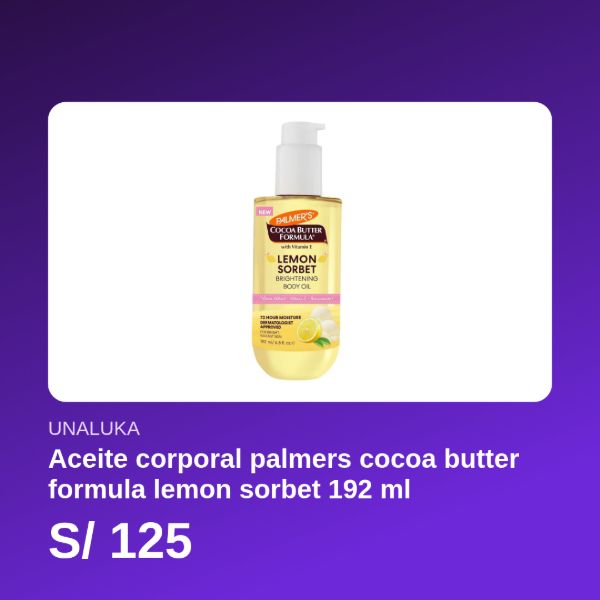 NEW
PALMER'S
COCOA BUTTER
FORMULA
with Vitamin E
LEMON
SORBET
BRIGHTENING
BODY OIL
72 HOUR MOISTURE
DERMATOLOGIST
APPROVED
UNALUKA
Aceite corporal palmers cocoa butter
formula lemon sorbet 192 ml
S/ 125